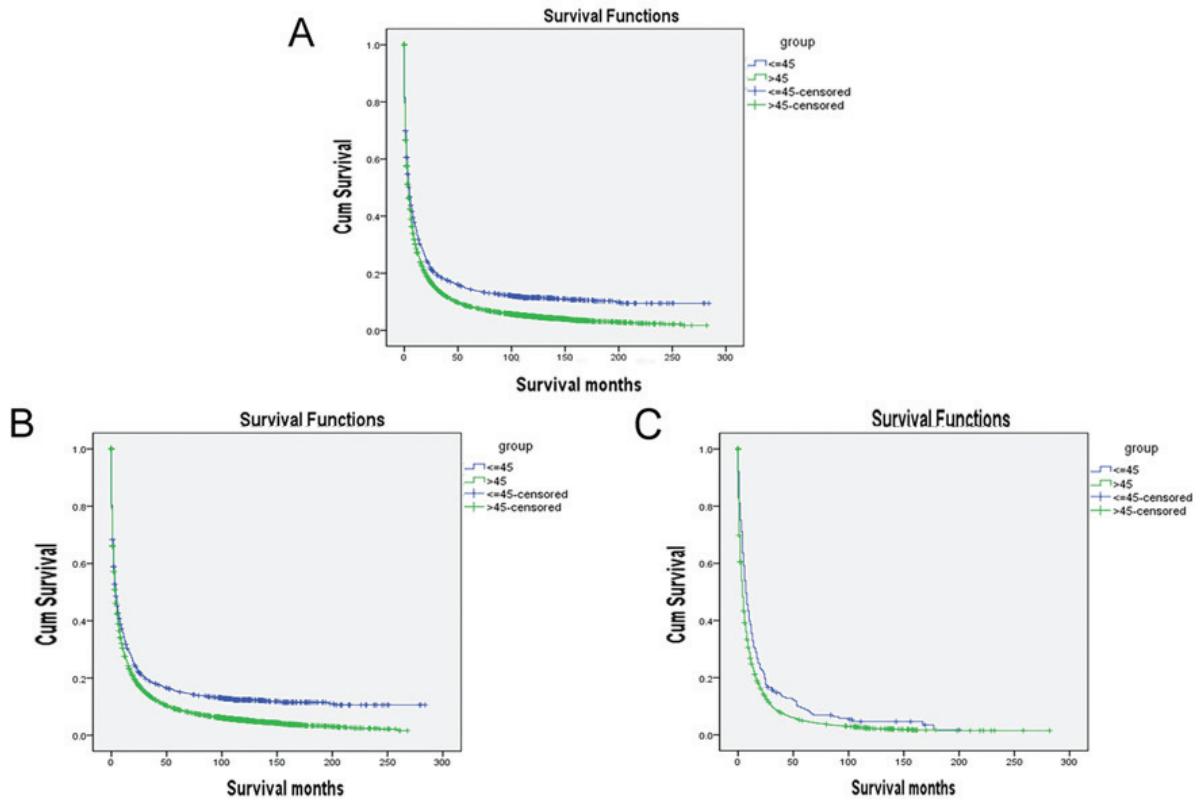 A
Survival Functions
Cum Survival
1.0
0.8
0.6
0.4
0.2
0.0
0 50 100 150 200 250 300
Survival months
group
<=45
>45
<=45-censored
>45-censored
B
Survival Functions
Cum Survival
1.0
0.8
0.6
0.4
0.2
0.0
0 50 100 150 200 250 300
Survival months
group
<=45
>45
<=45-censored
>45-censored
C
Survival Functions
Cum Survival
1.0
0.8
0.6
0.4
0.2
0.0
0 50 100 150 200 250 300
Survival months
group
<=45
>45
<=45-censored
>45-censored